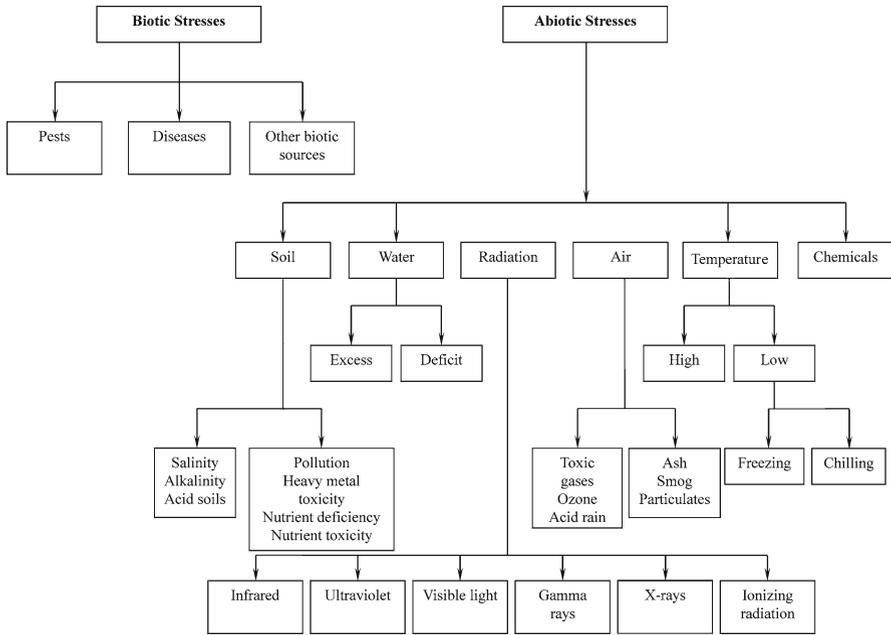 Biotic Stresses
Abiotic Stresses
Pests
Diseases
Other biotic
sources
Soil
Water
Radiation
Air
Temperature
Chemicals
Excess
Deficit
High
Low
Salinity
Alkalinity
Acid soils
Pollution
Heavy metal
toxicity
Nutrient deficiency
Nutrient toxicity
Toxic
gases
Ozone
Acid rain
Ash
Smog
Particulates
Freezing
Chilling
Infrared
Ultraviolet
Visible light
Gamma
rays
X-rays
Ionizing
radiation